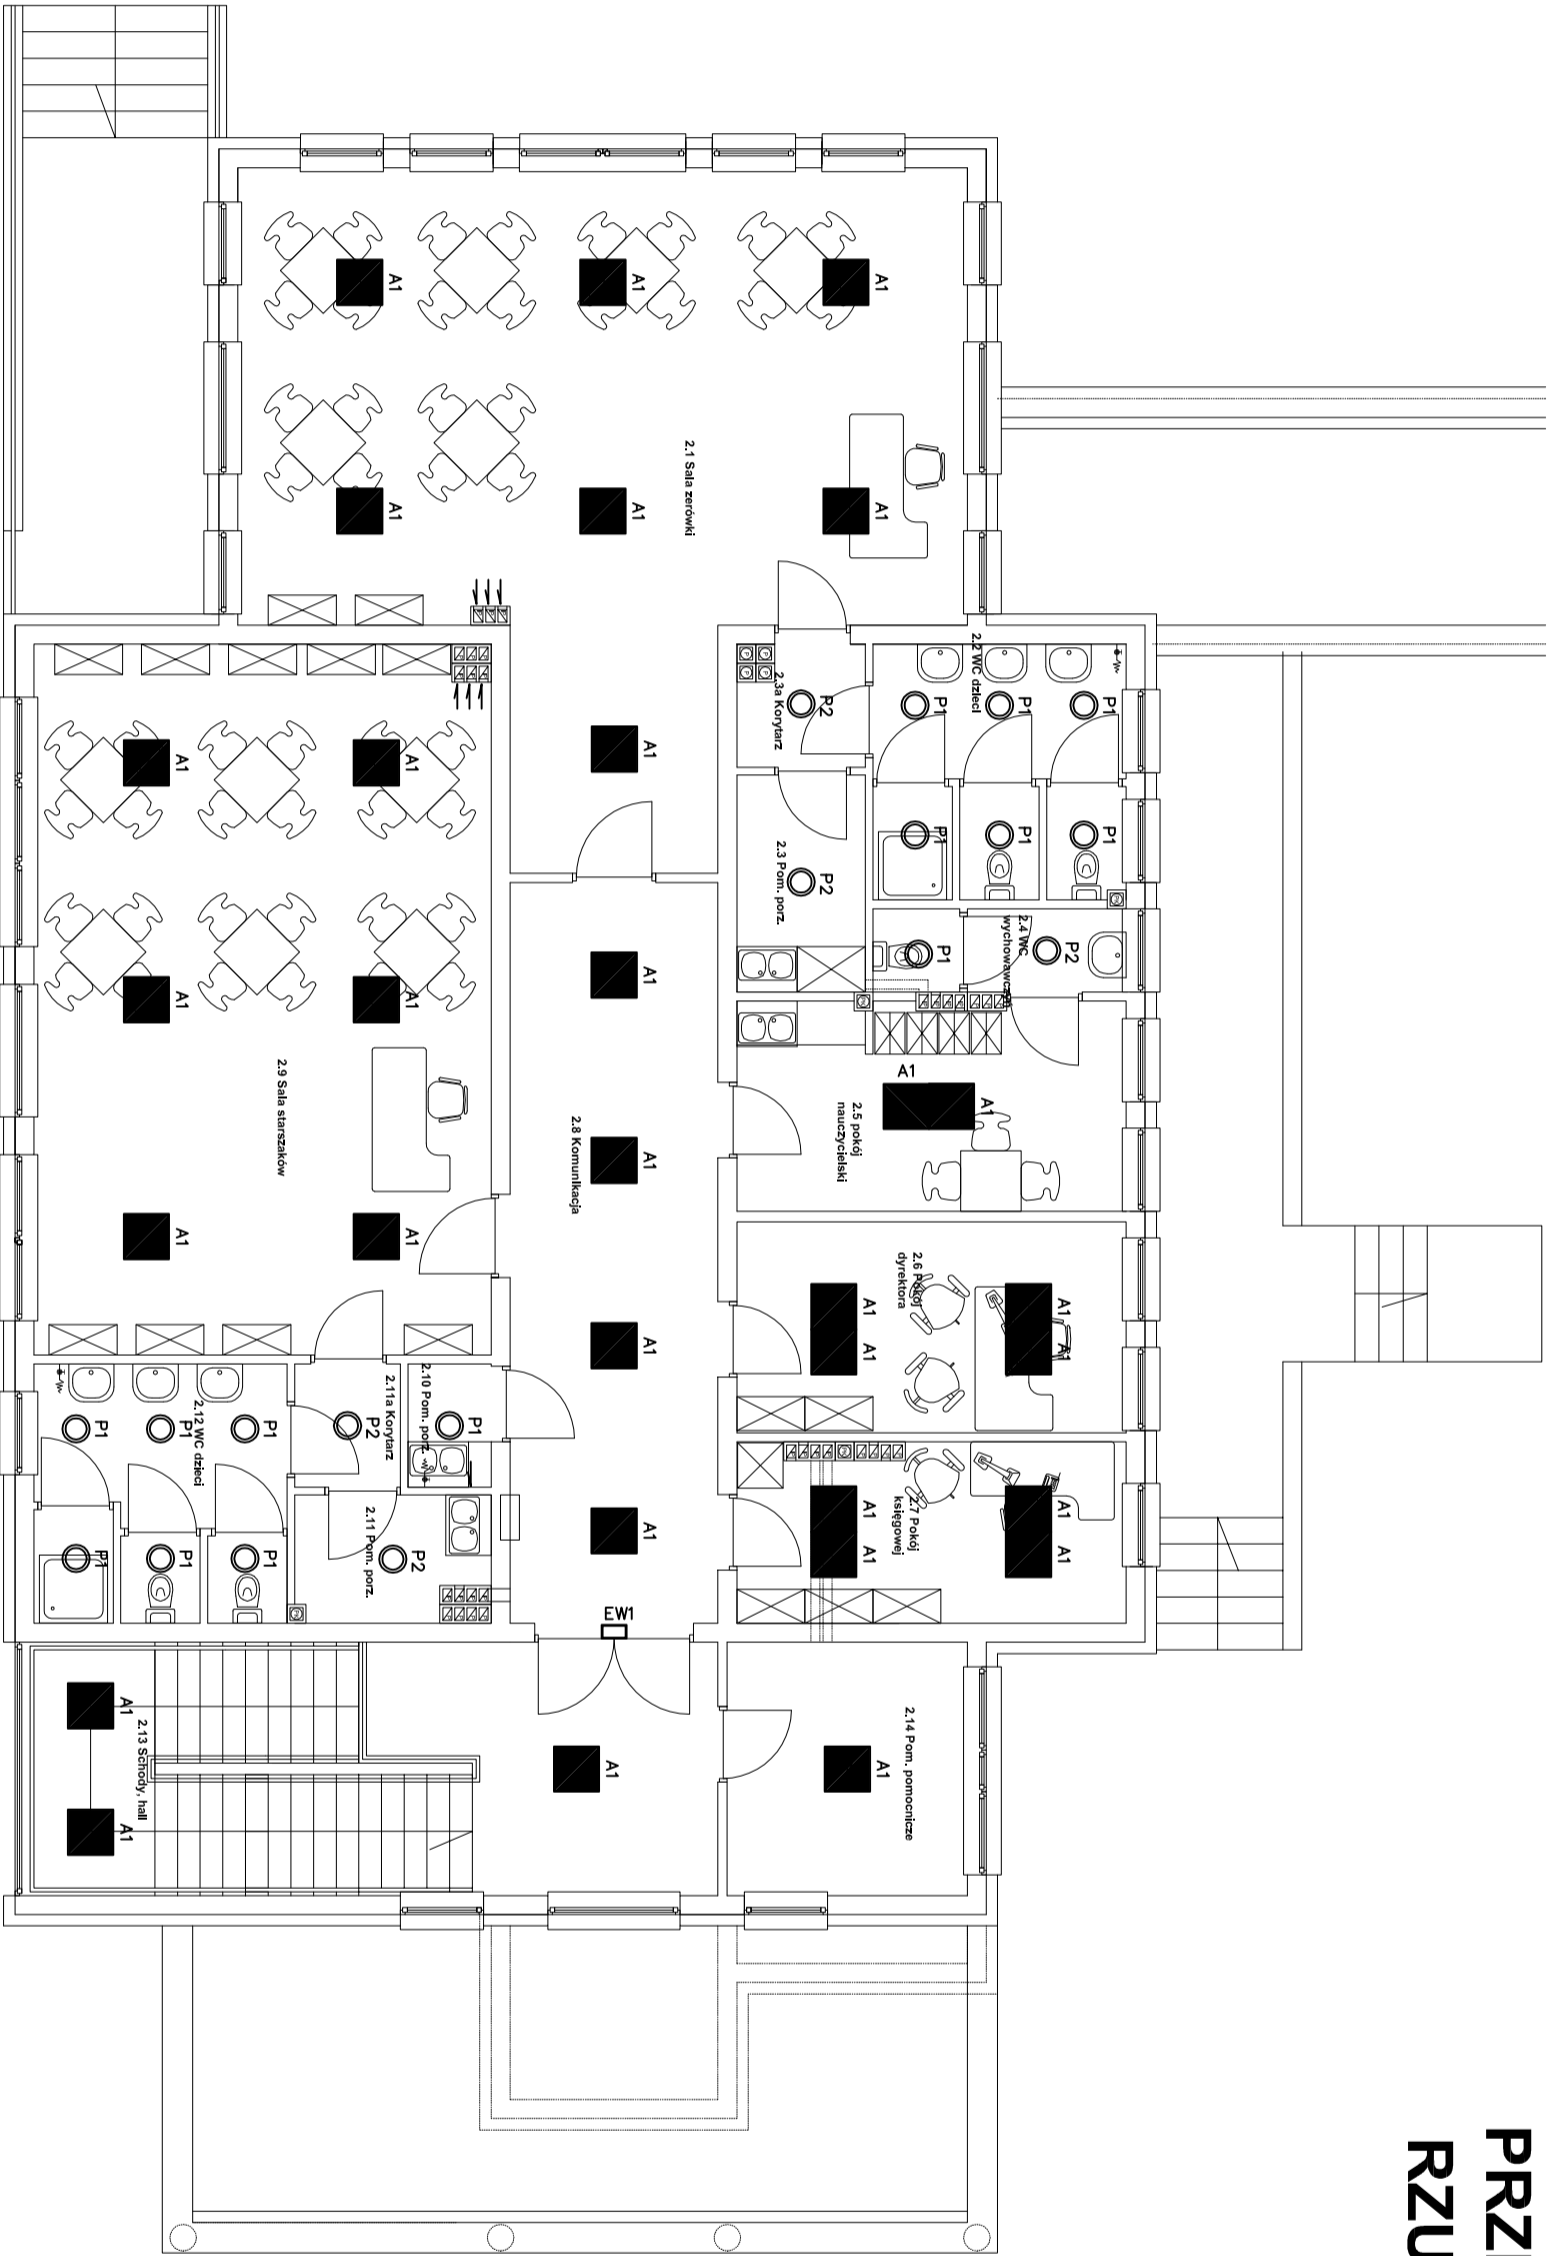 PRZ
RZU
P1
P1
P2
A1
A1
A1
A1
P1
P1
2.4 WC
wychowawczyń
A1
2.2 WC dzieci
P1
P1
P1
A1
2.6 Pokój
dyrektora
2.7 Pokój
księgowej
2.14 Pom. pomocnicze
A1
A1
A1
A1
A1
A1
A1
2.5 pokój
nauczycielski
P2
P2
2.3a Korytarz
2.3 Pom. porz.
2.1 Sala zerówki
A1
A1
A1
A1
A1
A1
A1
EW1
A1
2.8 Komunikacja
P1
2.10 Pom. porz.
P2
A1
A1
A1
A1
A1
2.11a Korytarz
P2
2.11 Pom. porz.
2.9 Sala starszaków
P1
P1
2.12 WC dzieci
P1
P1
A1
A1
A1
2.13 Schody, hall
A1
A1
P1
P1